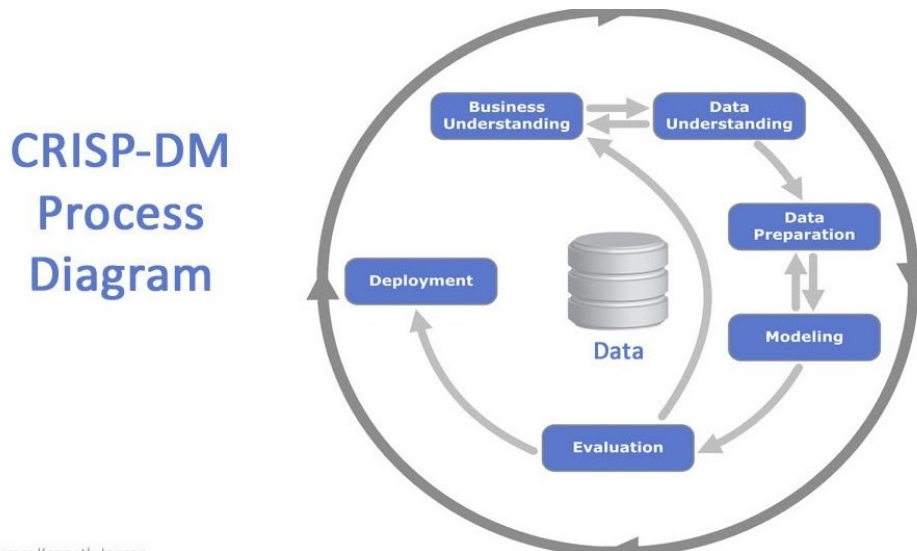 CRISP-DM
Process
Diagram
Business
Understanding
Data
Understanding
Data
Preparation
Modeling
Evaluation
Deployment
Data